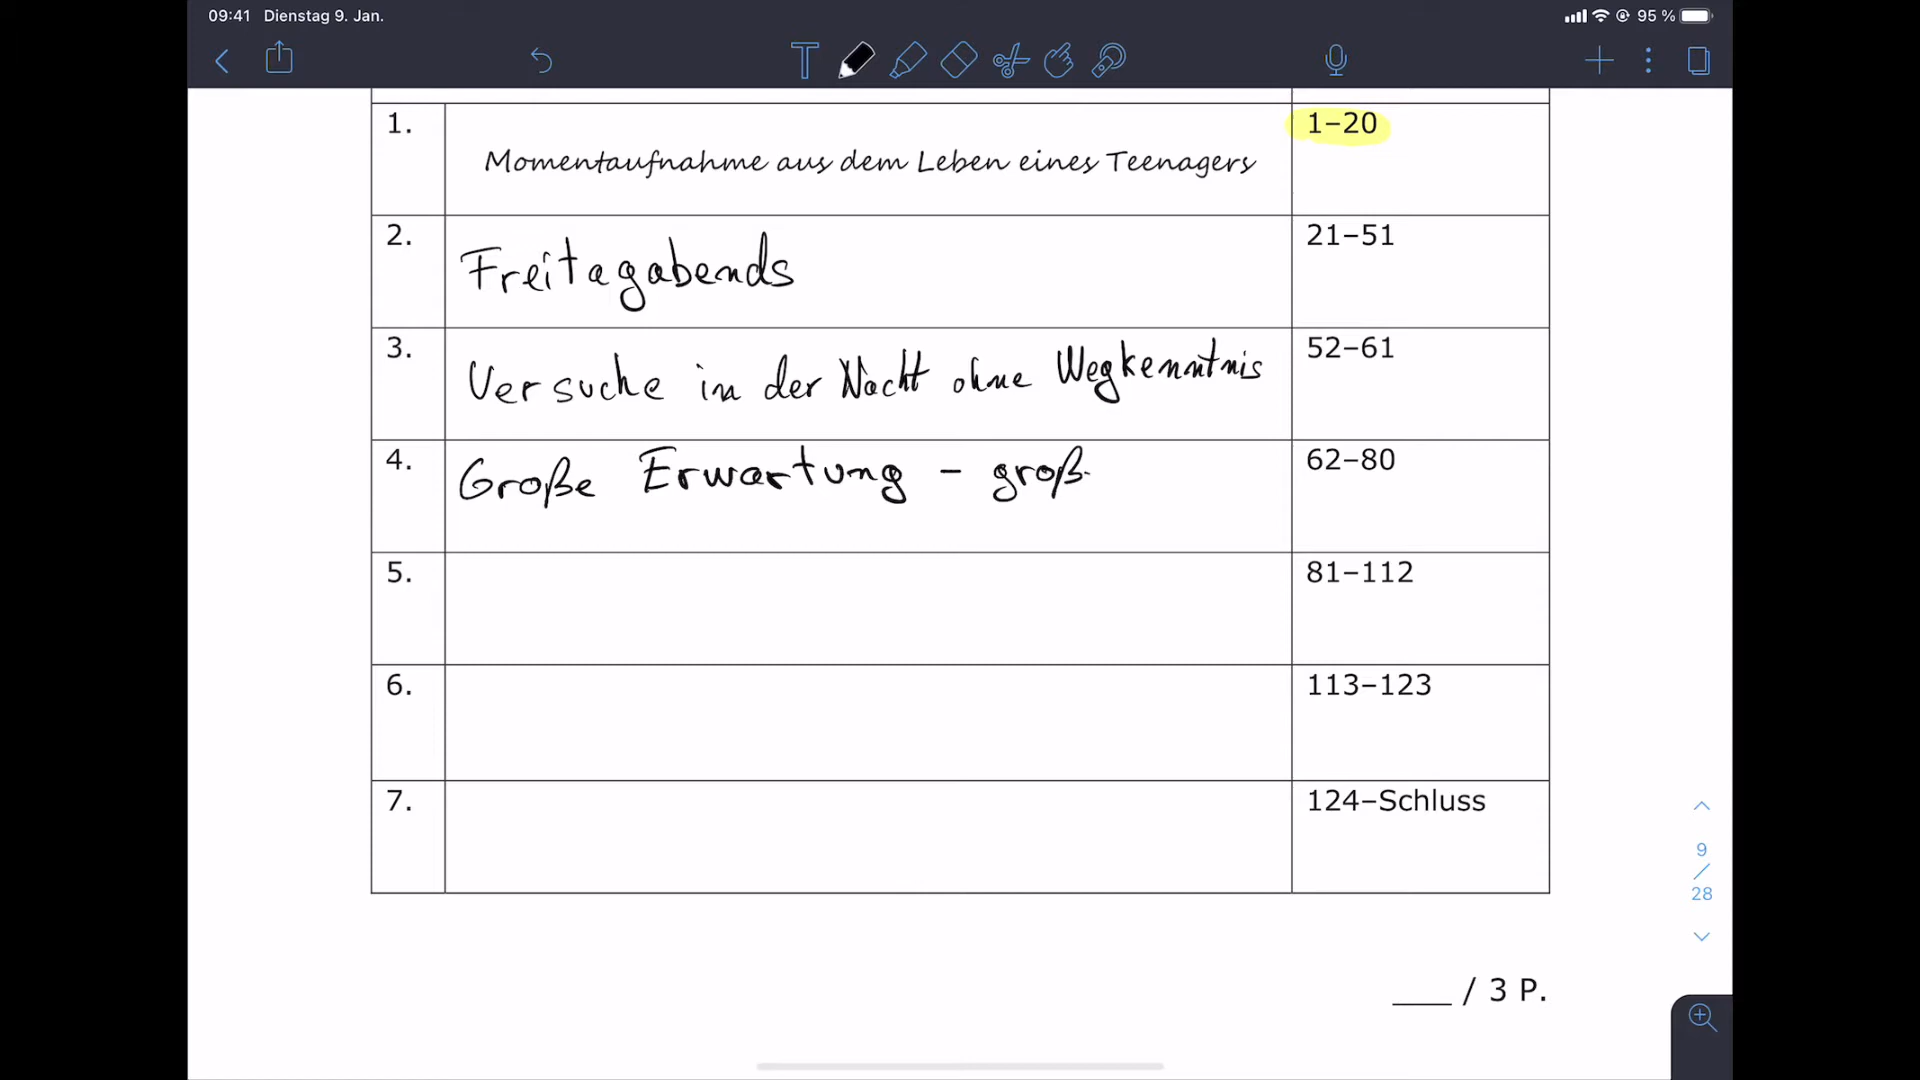 09:41 Dienstag 9. Jan.
95 %
1.
1–20
Momentaufnahme aus dem Leben eines Teenagers
2.
21–51
Freitagabends
3.
52–61
Versuche in der Nacht ohne Wegkenntnis
4.
62–80
Große Erwartung – groß
5.
81–112
6.
113–123
7.
124–Schluss
9
/
28
____ / 3 P.